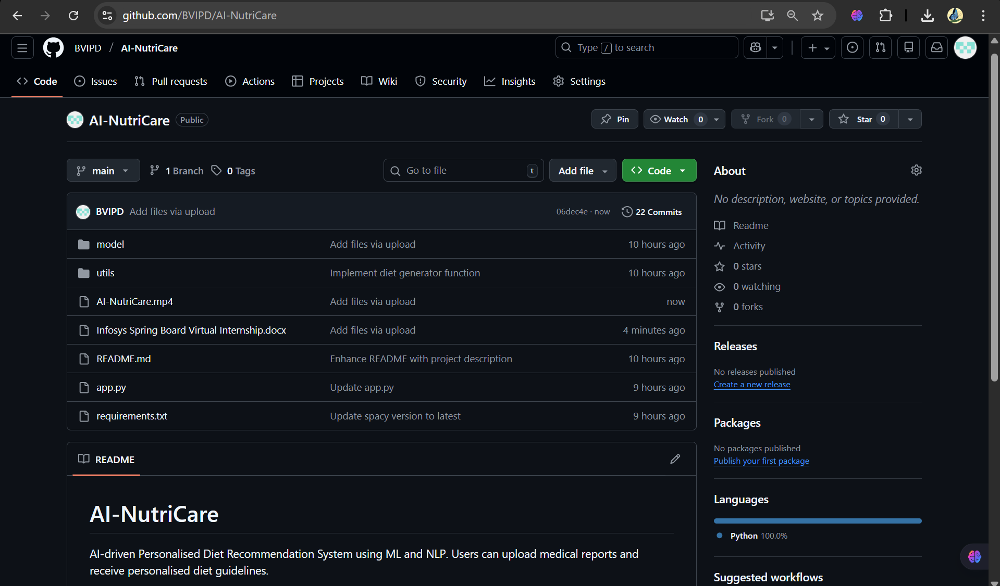 github.com/BVIPD/AI-NutriCare
BVIPD / AI-NutriCare
Type / to search
Code Issues Pull requests Actions Projects Wiki Security Insights Settings
AI-NutriCare Public
Pin Watch 0 Fork 0 Star 0
main 1 Branch 0 Tags
Go to file t Add file Code
BVIPD Add files via upload 06dec4e · now 22 Commits
model Add files via upload 10 hours ago
utils Implement diet generator function 10 hours ago
AI-NutriCare.mp4 Add files via upload now
Infosys Spring Board Virtual Internship.docx Add files via upload 4 minutes ago
README.md Enhance README with project description 10 hours ago
app.py Update app.py 9 hours ago
requirements.txt Update spacy version to latest 9 hours ago
README
AI-NutriCare
AI-driven Personalised Diet Recommendation System using ML and NLP. Users can upload medical reports and
receive personalised diet guidelines.
About
No description, website, or topics provided.
Readme
Activity
0 stars
0 watching
0 forks
Releases
No releases published
Create a new release
Packages
No packages published
Publish your first package
Languages
Python 100.0%
Suggested workflows